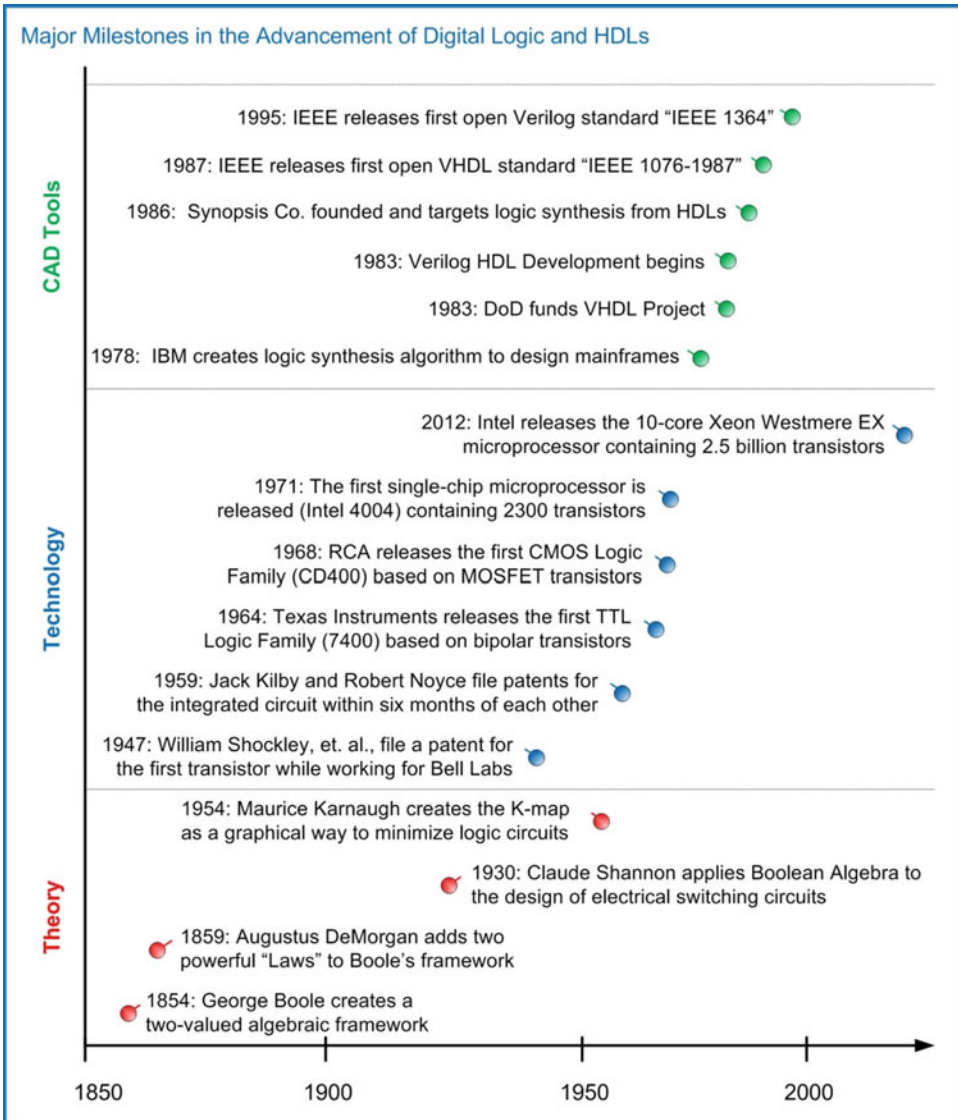 Major Milestones in the Advancement of Digital Logic and HDLs
CAD Tools
1995: IEEE releases first open Verilog standard “IEEE 1364”
1987: IEEE releases first open VHDL standard “IEEE 1076-1987”
1986:  Synopsis Co. founded and targets logic synthesis from HDLs
1983: Verilog HDL Development begins
1983: DoD funds VHDL Project
1978:  IBM creates logic synthesis algorithm to design mainframes
Technology
2012: Intel releases the 10-core Xeon Westmere EX
microprocessor containing 2.5 billion transistors
1971: The first single-chip microprocessor is
released (Intel 4004) containing 2300 transistors
1968: RCA releases the first CMOS Logic
Family (CD400) based on MOSFET transistors
1964: Texas Instruments releases the first TTL
Logic Family (7400) based on bipolar transistors
1959: Jack Kilby and Robert Noyce file patents for
the integrated circuit within six months of each other
1947: William Shockley, et. al., file a patent for
the first transistor while working for Bell Labs
Theory
1954: Maurice Karnaugh creates the K-map
as a graphical way to minimize logic circuits
1930: Claude Shannon applies Boolean Algebra to
the design of electrical switching circuits
1859: Augustus DeMorgan adds two
powerful “Laws” to Boole’s framework
1854: George Boole creates a
two-valued algebraic framework
1850
1900
1950
2000